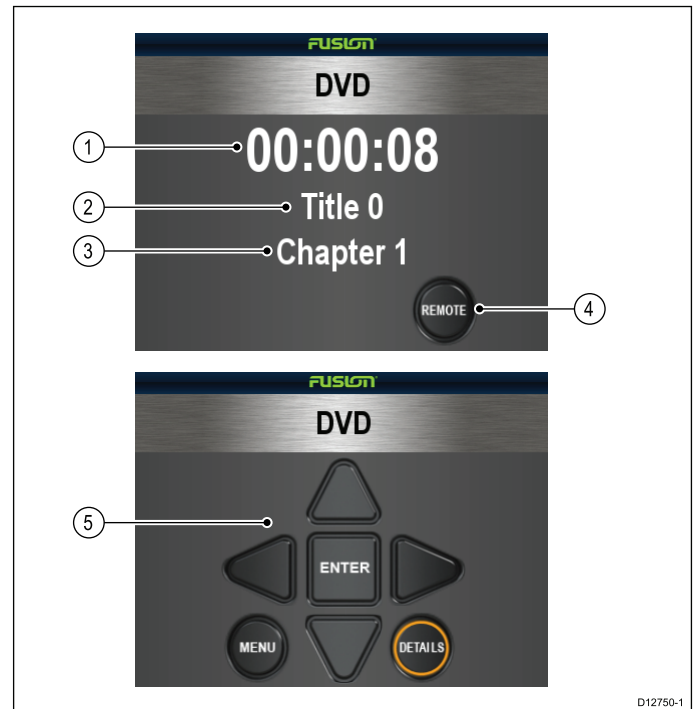 FUSION
DVD
1
00:00:08
2
Title 0
3
Chapter 1
REMOTE
4
FUSION
DVD
5
ENTER
MENU
DETAILS
D12750-1